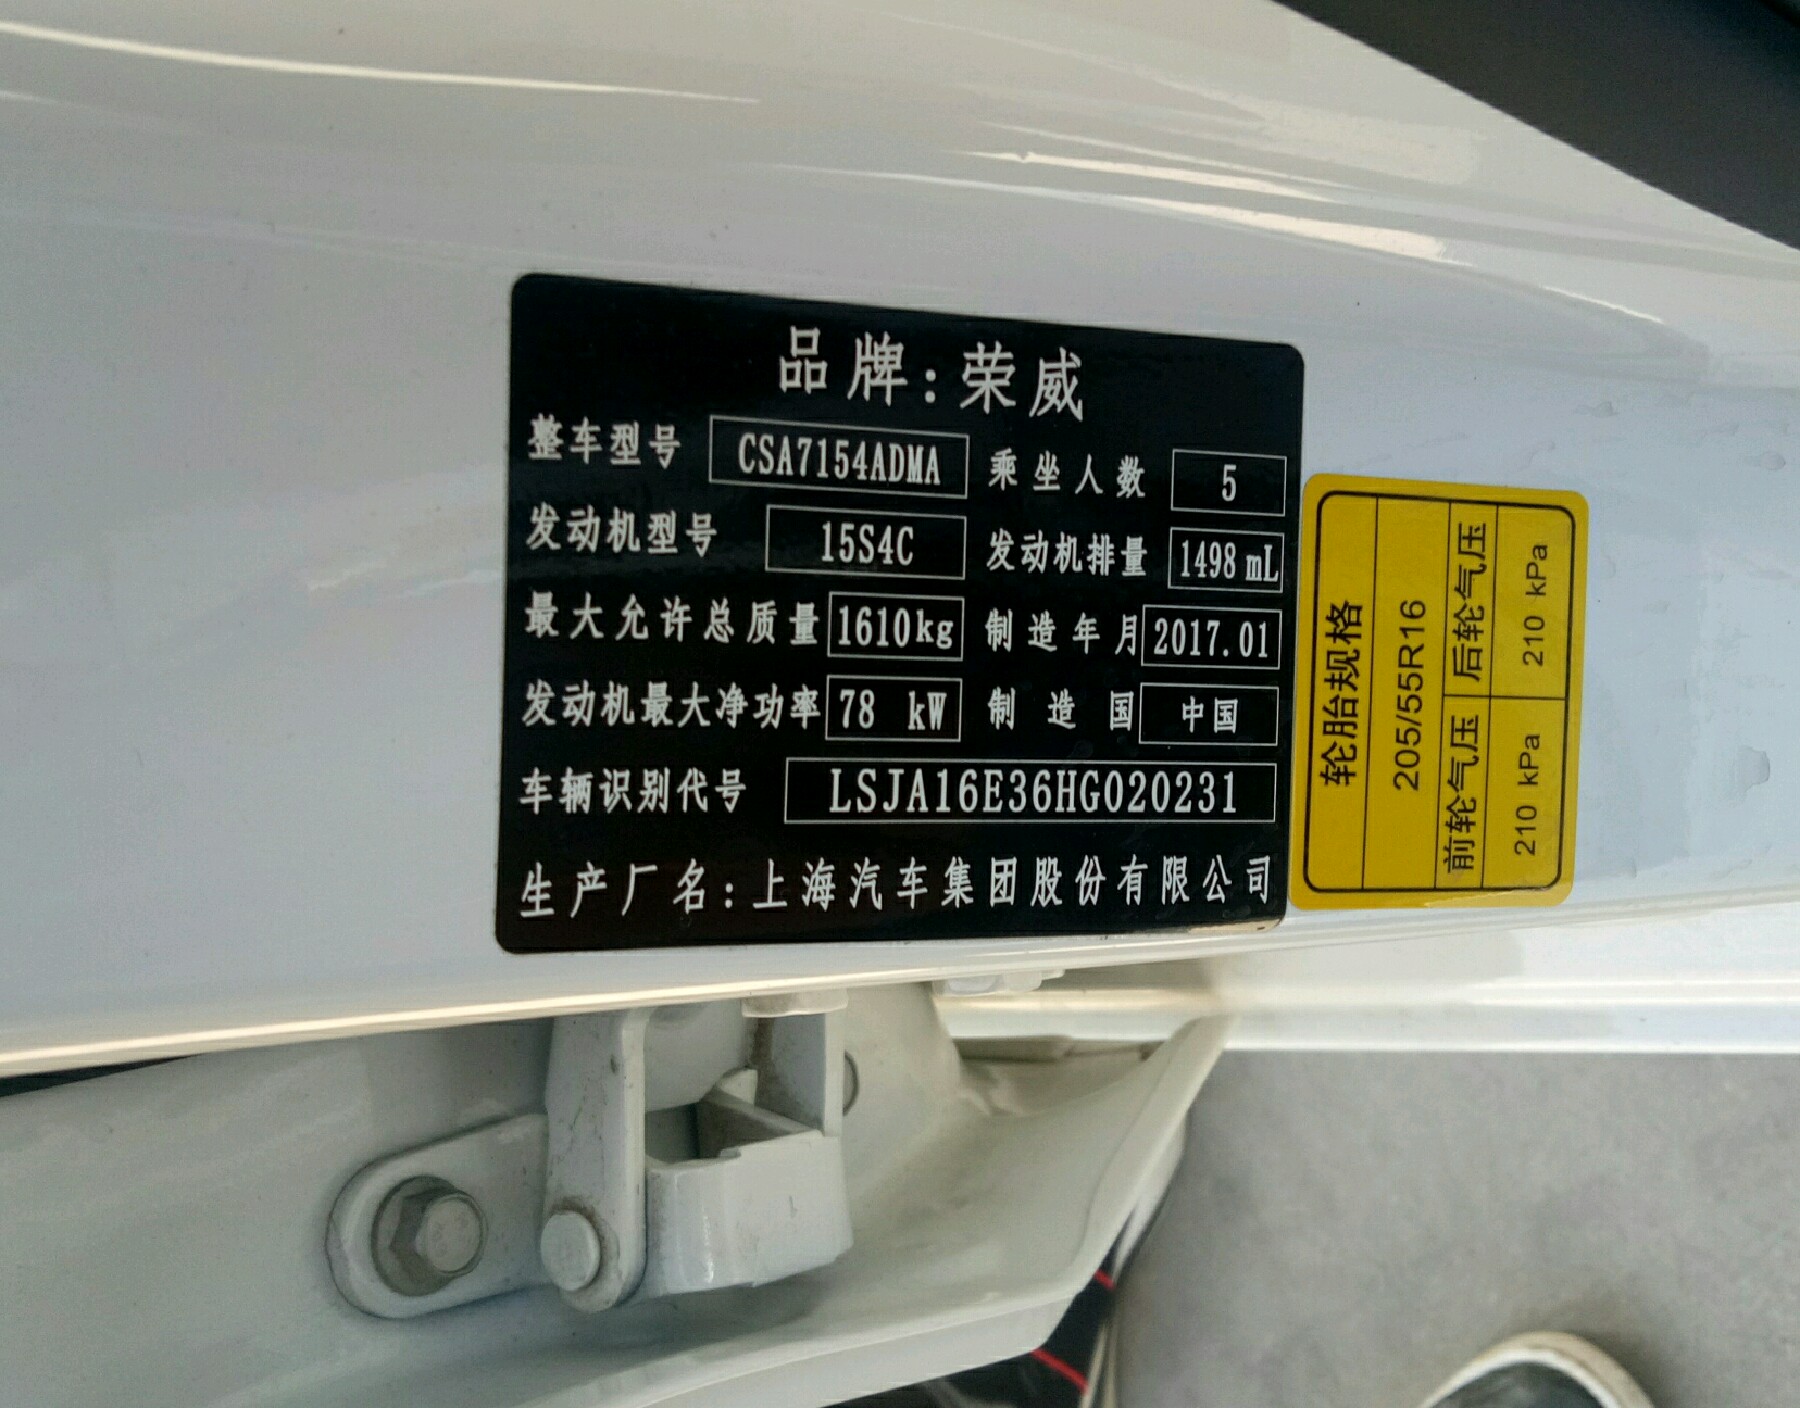 品牌：荣威
整车型号 CSA7154ADMA 乘坐人数 5
发动机型号 15S4C 发动机排量 1498 mL
最大允许总质量 1610kg 制造年月 2017.01
发动机最大净功率 78 kW 制造国 中国
车辆识别代号 LSJA16E36HG020231
生产厂名：上海汽车集团股份有限公司
轮胎规格
205/55R16
前轮气压 后轮气压
210 kPa 210 kPa